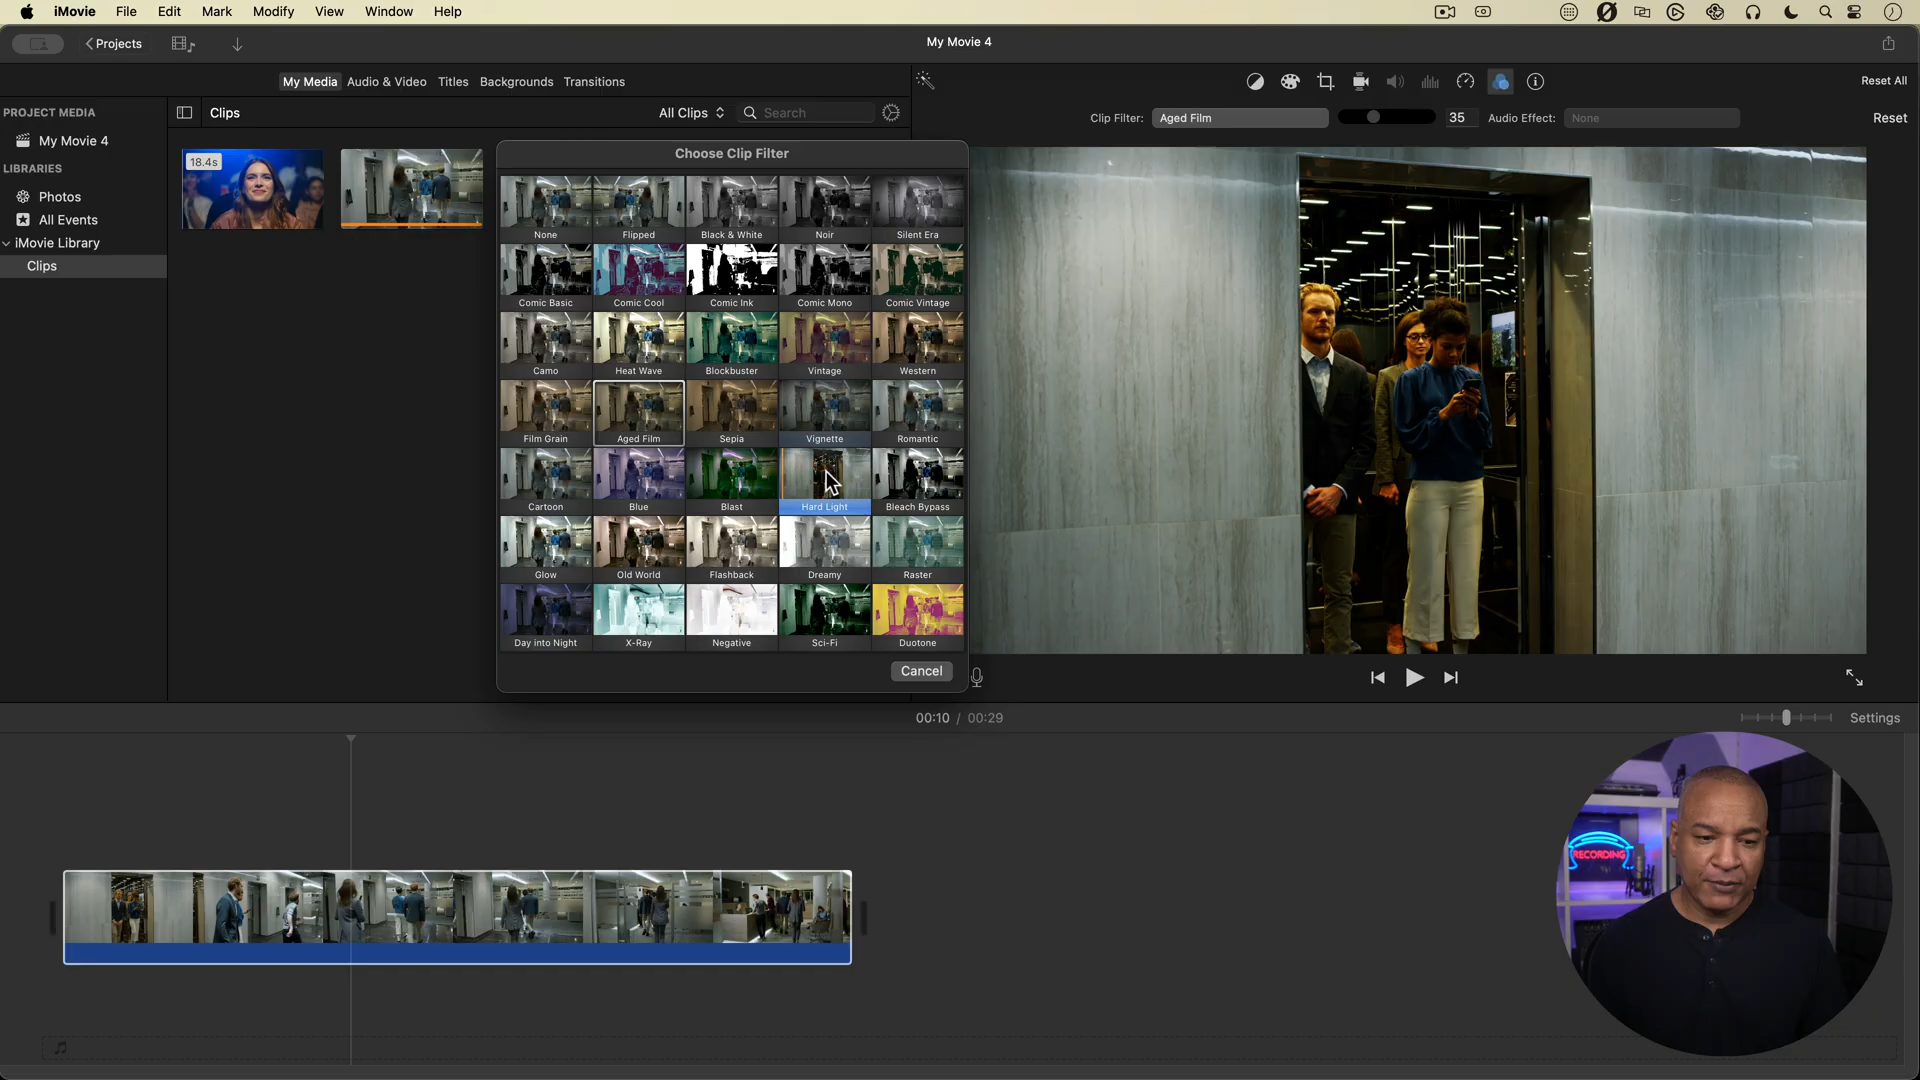 iMovie File Edit Mark Modify View Window Help
Projects
My Movie 4
My Media Audio & Video Titles Backgrounds Transitions
Reset All
PROJECT MEDIA
My Movie 4
LIBRARIES
Photos
All Events
iMovie Library
Clips
Clips
All Clips
Search
Clip Filter: Aged Film 35 Audio Effect: None Reset
18.4s
Choose Clip Filter
None Flipped Black & White Noir Silent Era
Comic Basic Comic Cool Comic Ink Comic Mono Comic Vintage
Camo Heat Wave Blockbuster Vintage Western
Film Grain Aged Film Sepia Vignette Romantic
Cartoon Blue Blast Hard Light Bleach Bypass
Glow Old World Flashback Dreamy Raster
Day into Night X-Ray Negative Sci-Fi Duotone
Cancel
00:10 / 00:29
Settings
RECORDING